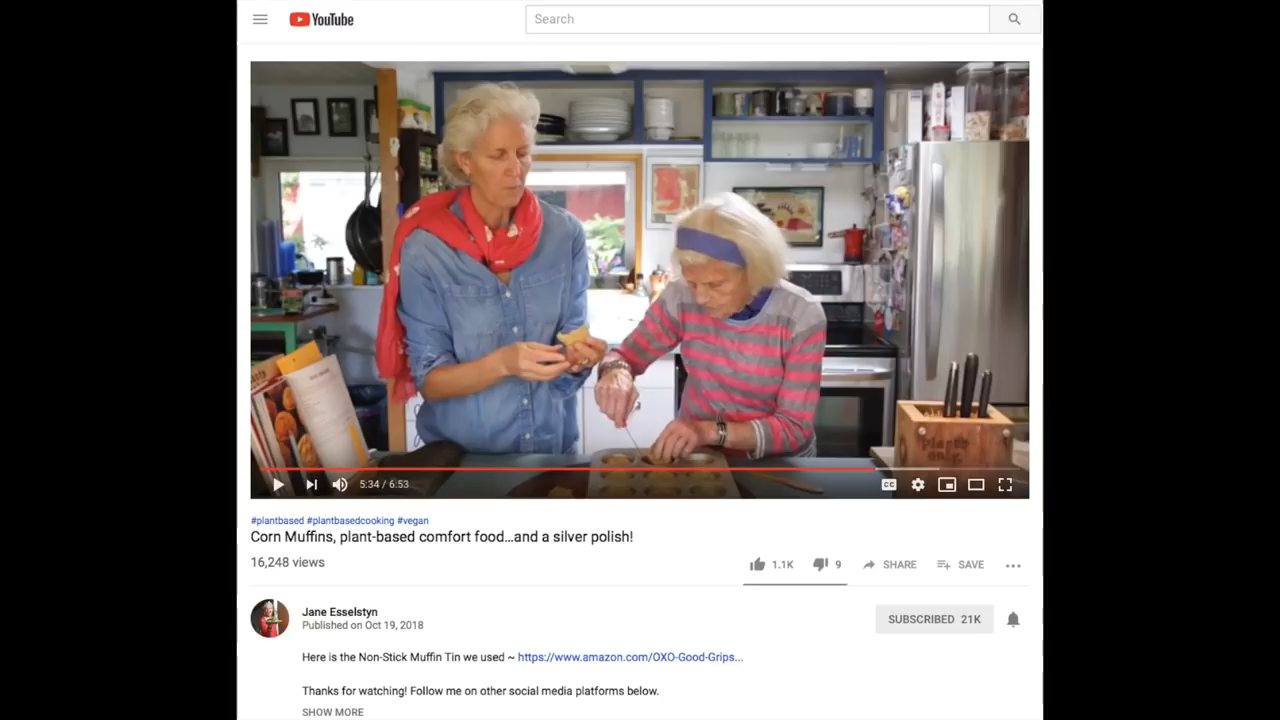 YouTube
Search
plants
only
5:34 / 6:53
CC
#plantbased #plantbasedcooking #vegan
Corn Muffins, plant-based comfort food...and a silver polish!
16,248 views
1.1K
9
SHARE
SAVE
Jane Esselstyn
Published on Oct 19, 2018
SUBSCRIBED 21K
Here is the Non-Stick Muffin Tin we used ~ https://www.amazon.com/OXO-Good-Grips...
Thanks for watching! Follow me on other social media platforms below.
SHOW MORE